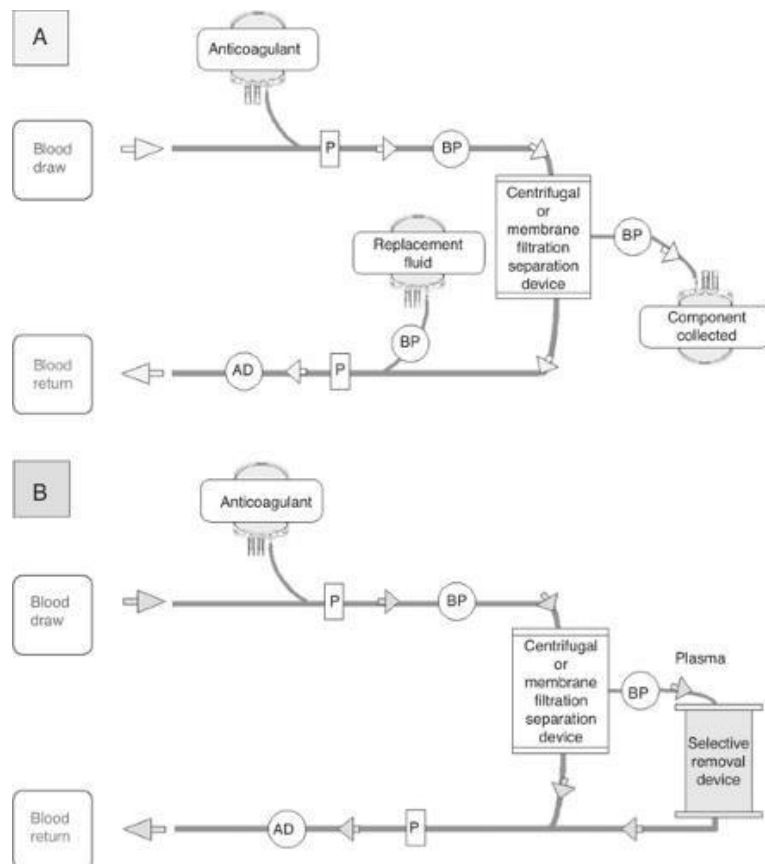 A
Anticoagulant
Blood
draw
P
BP
Centrifugal
or
membrane
filtration
separation
device
BP
Replacement
fluid
Component
collected
BP
Blood
return
AD
P
B
Anticoagulant
Blood
draw
P
BP
Centrifugal
or
membrane
filtration
separation
device
BP
Plasma
Selective
removal
device
Blood
return
AD
P